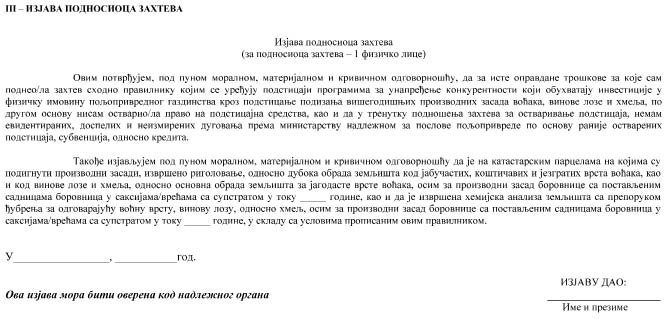 III – ИЗЈАВА ПОДНОСИОЦА ЗАХТЕВА
Изјава подносиоца захтева
(за подносиоца захтева – 1 физичко лице)
Овим потврђујем, под пуном моралном, материјалном и кривичном одговорношћу, да за исте оправдане трошкове за које сам
поднео/ла захтев сходно правилнику којим се уређују подстицаји програмима за унапређење конкурентности који обухватају инвестиције у
физичку имовину пољопривредног газдинства кроз подстицање подизања вишегодишњих производних засада воћака, винове лозе и хмеља, по
другом основу нисам остварио/ла право на подстицајна средства, као и да у тренутку подношења захтева за остваривање подстицаја, немам
евидентираних, доспелих и неизмирених дуговања према министарству надлежном за послове пољопривреде по основу раније остварених
подстицаја, субвенција, односно кредита.
Такође изјављујем под пуном моралном, материјалном и кривичном одговорношћу да је на катастарским парцелама на којима су
подигнути производни засади, извршено риголовање, односно дубока обрада земљишта код јабучастих, коштичавих и језгратих врста воћака, као
и код винове лозе и хмеља, односно основна обрада земљишта за јагодасте врсте воћака, осим за производни засад боровнице са постављеним
садницама боровница у саксијама/врећама са супстратом у току _____ године, као и да је извршена хемијска анализа земљишта са препоруком
ђубрења за одговарајућу воћну врсту, винову лозу, односно хмељ, осим за производни засад боровнице са постављеним садницама боровница у
саксијама/врећама са супстратом у току _____ године, у складу са условима прописаним овим правилником.
У_________________, ___________год.
ИЗЈАВУ ДАО:
Ова изјава мора бити оверена код надлежног органа
___________________
Име и презиме